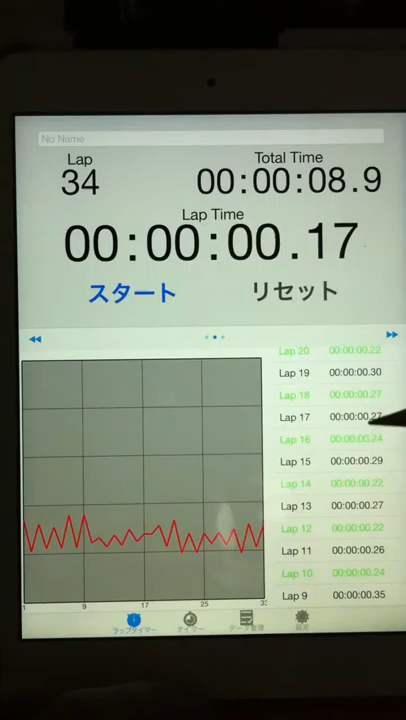 No Name
Lap
Total Time
34
00:00:08.9
Lap Time
00:00:00.17
スタート
リセット
Lap 20 00:00:00.22
Lap 19 00:00:00.30
Lap 18 00:00:00.27
Lap 17 00:00:00.27
Lap 16 00:00:00.24
Lap 15 00:00:00.29
Lap 14 00:00:00.22
Lap 13 00:00:00.27
Lap 12 00:00:00.22
Lap 11 00:00:00.26
Lap 10 00:00:00.24
Lap 9 00:00:00.35
1 9 17 25
ラップタイマー タイマー データ管理 設定